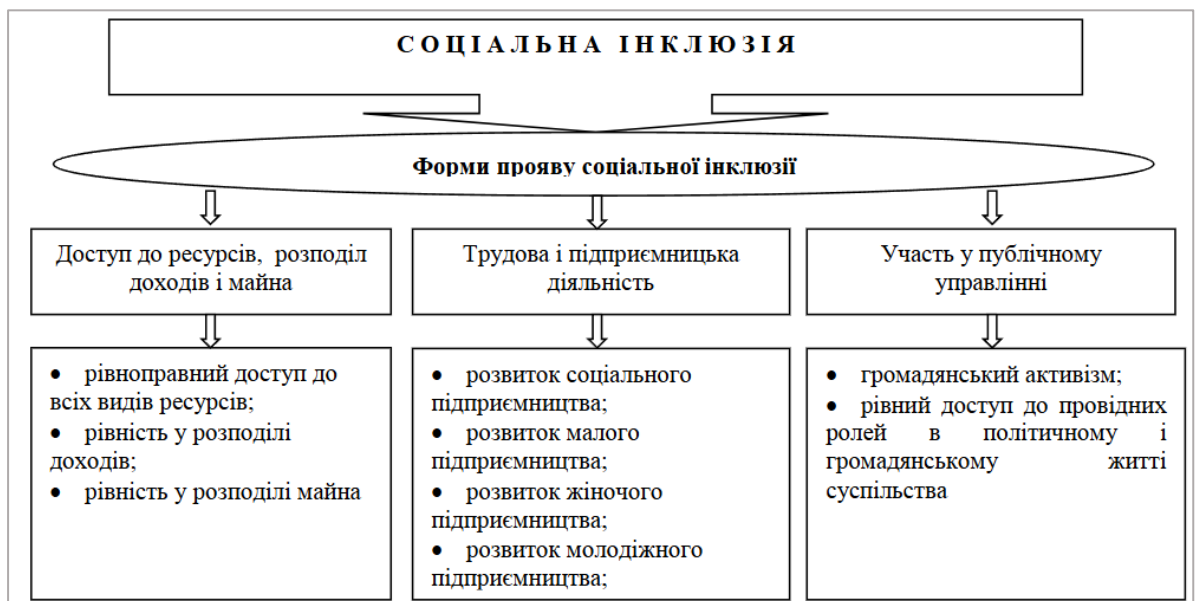 СОЦІАЛЬНА ІНКЛЮЗІЯ
Форми прояву соціальної інклюзії
Доступ до ресурсів, розподіл
доходів і майна
Трудова і підприємницька
діяльність
Участь у публічному
управлінні
• рівноправний доступ до
всіх видів ресурсів;
• рівність у розподілі
доходів;
• рівність у розподілі майна
• розвиток соціального
підприємництва;
• розвиток малого
підприємництва;
• розвиток жіночого
підприємництва;
• розвиток молодіжного
підприємництва;
• громадянський активізм;
• рівний доступ до провідних
ролей в політичному і
громадянському житті
суспільства